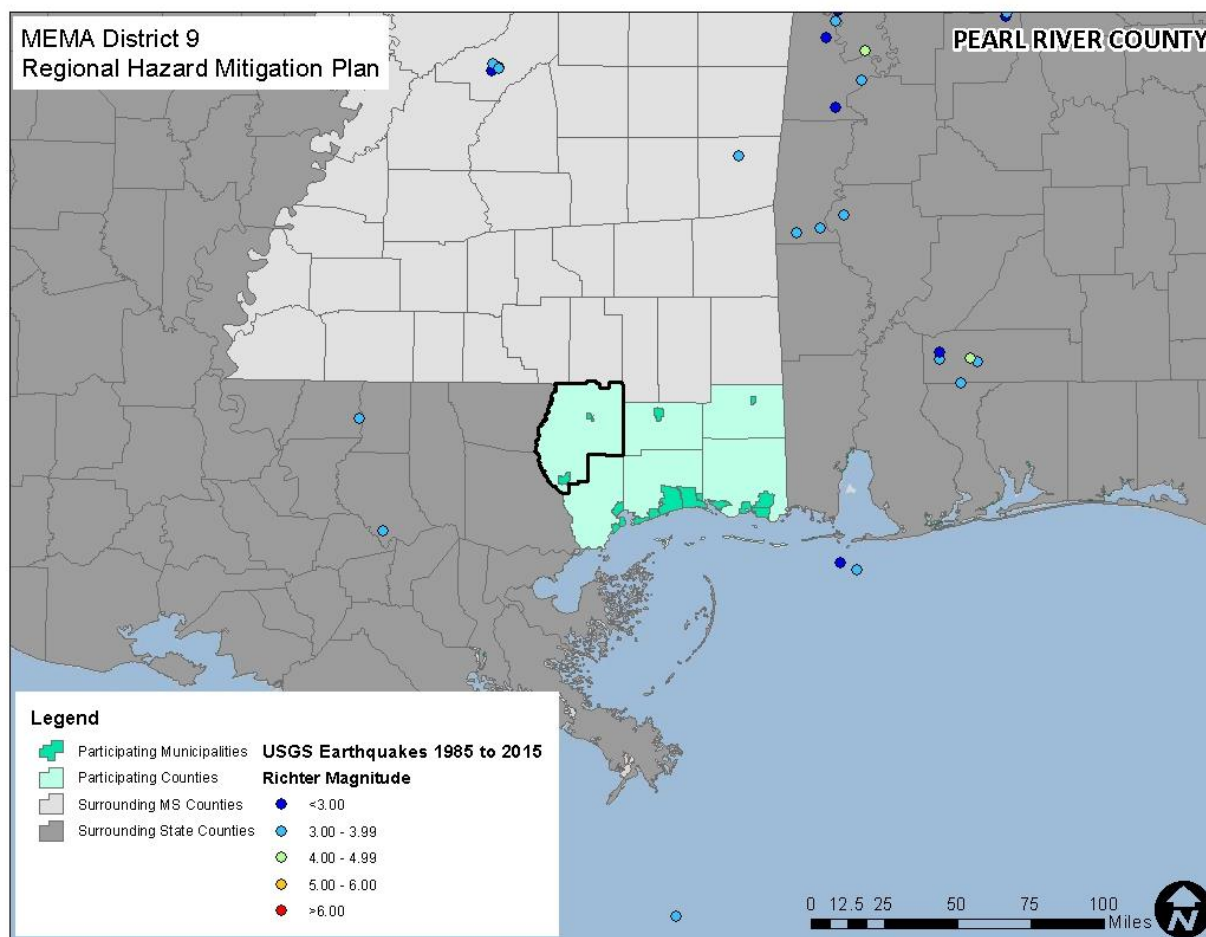 MEMA District 9
Regional Hazard Mitigation Plan
PEARL RIVER COUNTY
Legend
Participating Municipalities
Participating Counties
Surrounding MS Counties
Surrounding State Counties
USGS Earthquakes 1985 to 2015
Richter Magnitude
<3.00
3.00 - 3.99
4.00 - 4.99
5.00 - 6.00
>6.00
0 12.5 25 50 75 100
Miles
N